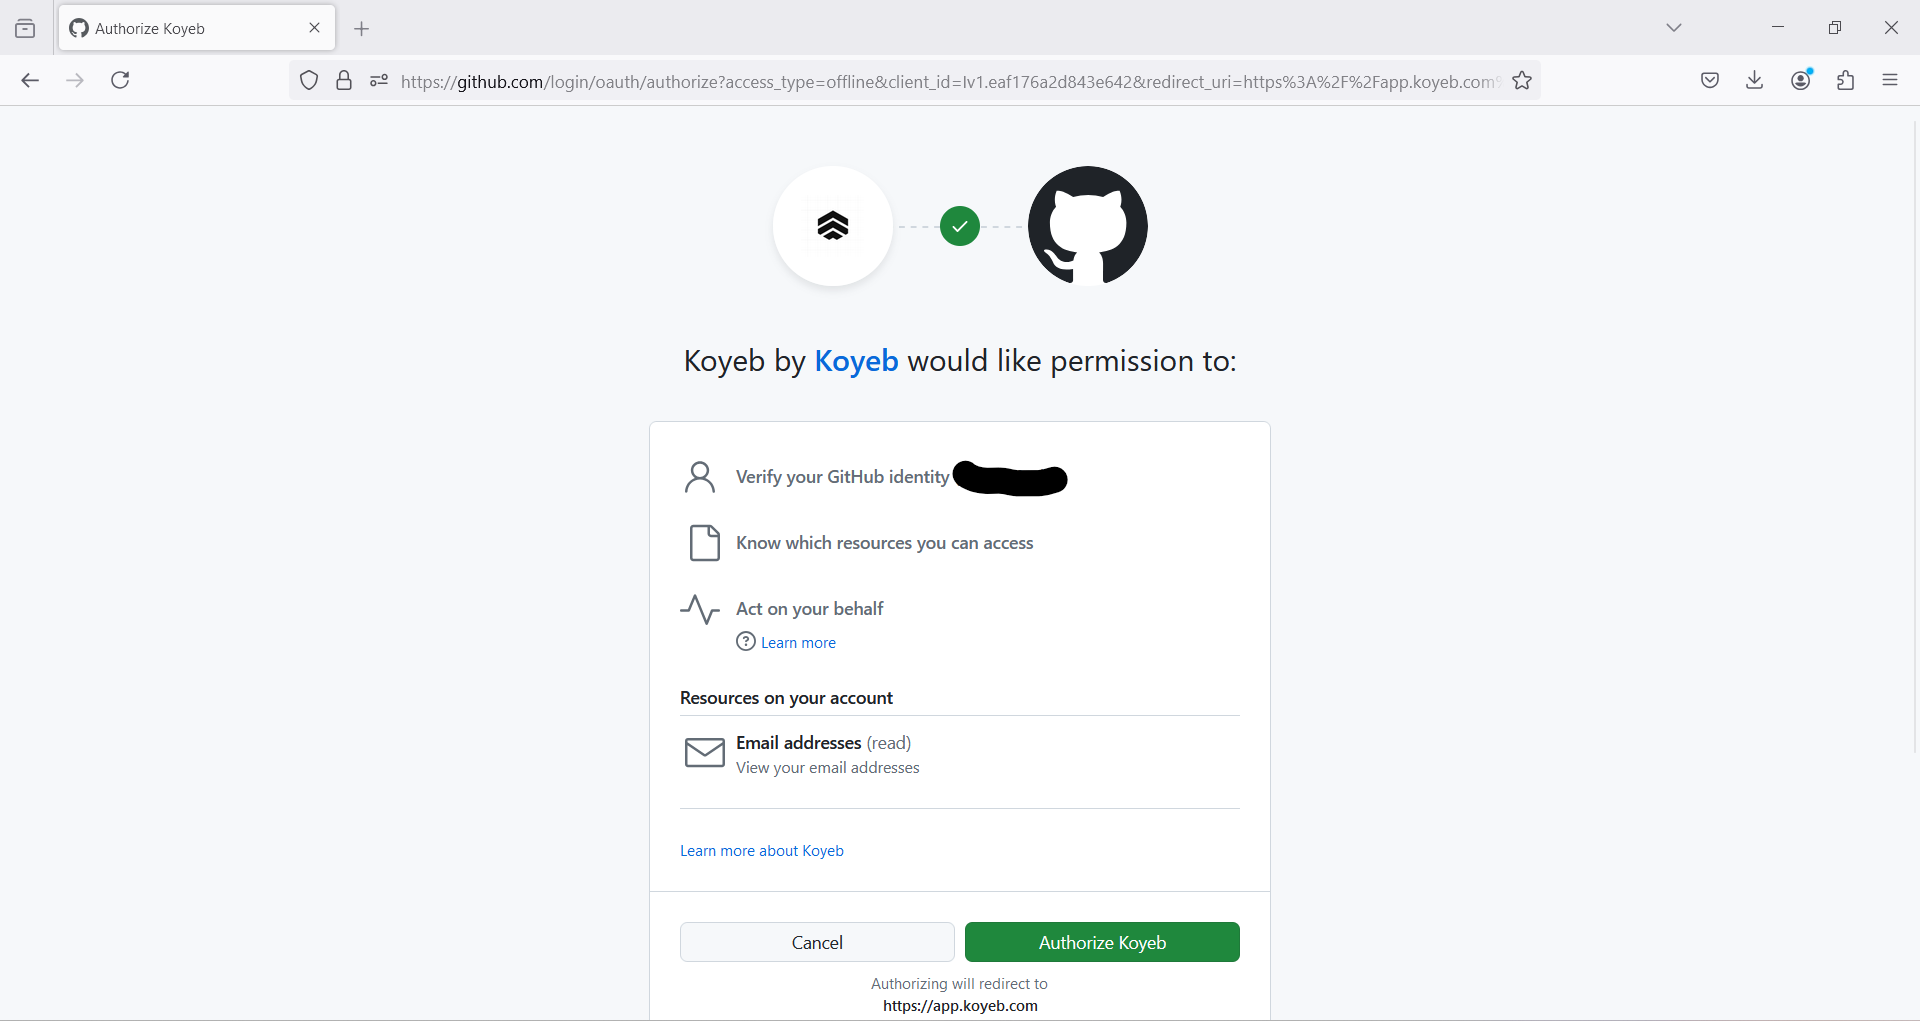 Authorize Koyeb
https://github.com/login/oauth/authorize?access_type=offline&client_id=Iv1.eaf176a2d843e642&redirect_uri=https%3A%2F%2Fapp.koyeb.com%
Koyeb by Koyeb would like permission to:
Verify your GitHub identity
Know which resources you can access
Act on your behalf
Learn more
Resources on your account
Email addresses (read)
View your email addresses
Learn more about Koyeb
Cancel
Authorize Koyeb
Authorizing will redirect to
https://app.koyeb.com